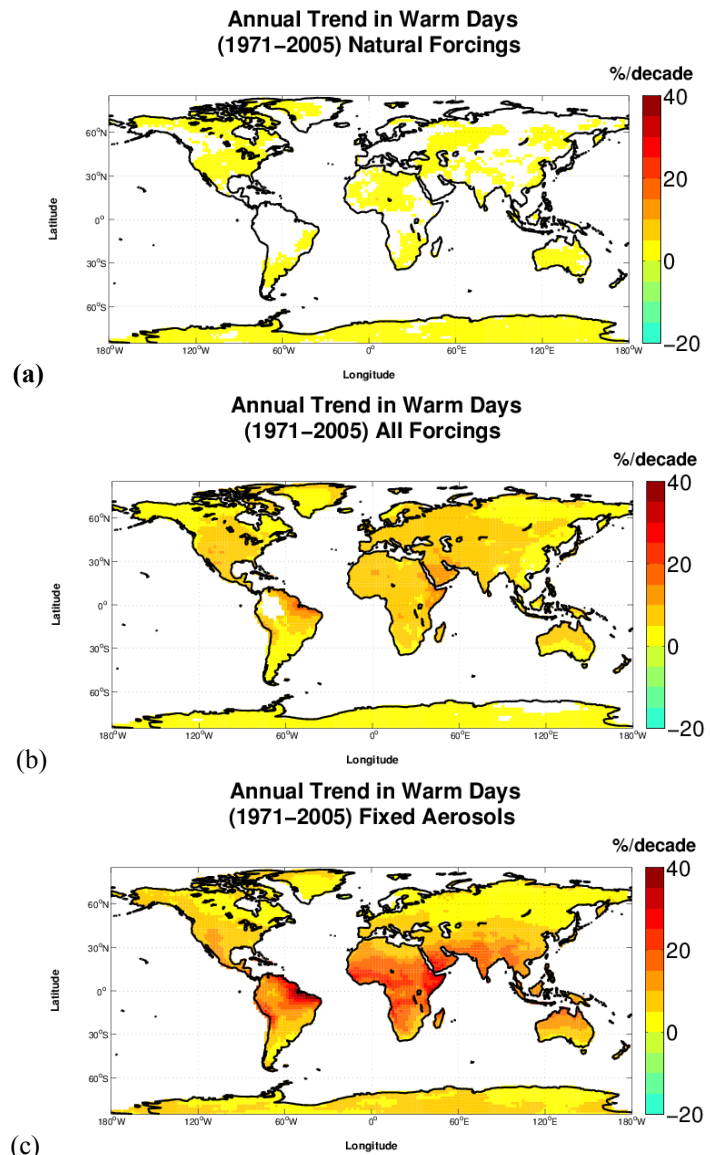 Annual Trend in Warm Days
(1971−2005) Natural Forcings
%/decade
40
20
0
−20
60°N
30°N
0°
30°S
60°S
Latitude
180°W 120°W 60°W 0° 60°E 120°E 180°W
Longitude
(a)
Annual Trend in Warm Days
(1971−2005) All Forcings
%/decade
40
20
0
−20
60°N
30°N
0°
30°S
60°S
Latitude
180°W 120°W 60°W 0° 60°E 120°E 180°W
Longitude
(b)
Annual Trend in Warm Days
(1971−2005) Fixed Aerosols
%/decade
40
20
0
−20
60°N
30°N
0°
30°S
60°S
Latitude
180°W 120°W 60°W 0° 60°E 120°E 180°W
Longitude
(c)